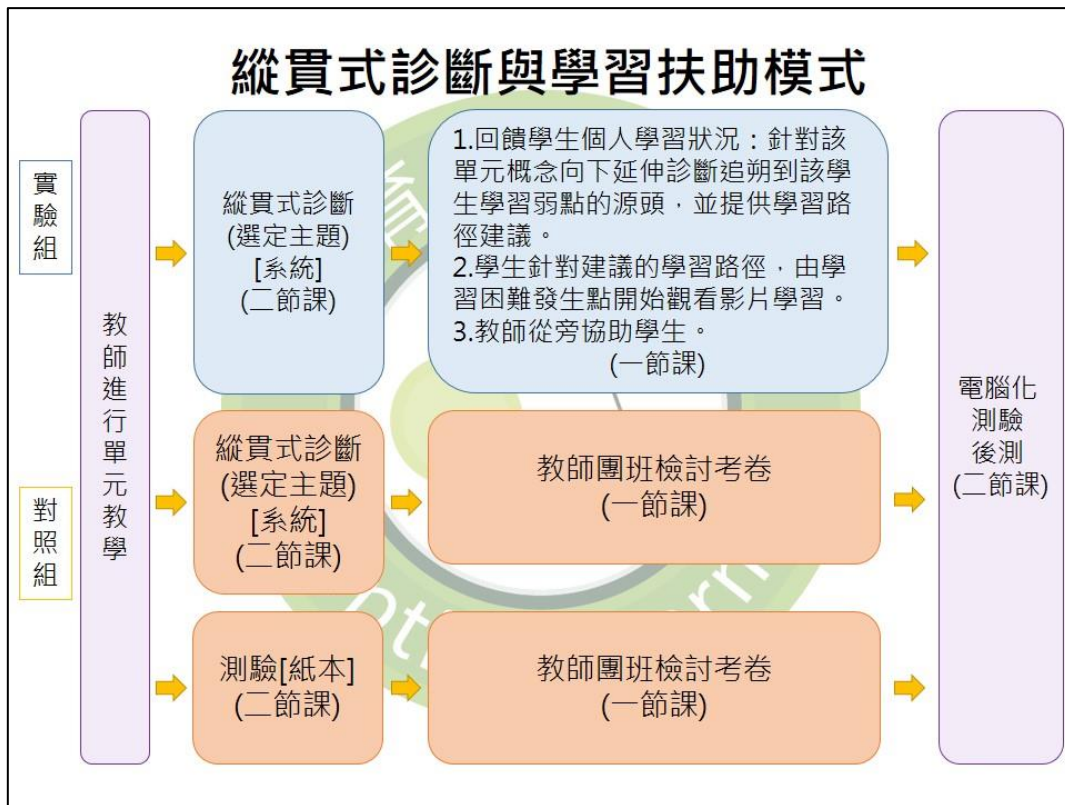 縱貫式診斷與學習扶助模式
實驗組
對照組
教師進行單元教學
縱貫式診斷
(選定主題)
[系統]
(二節課)
1.回饋學生個人學習狀況：針對該
單元概念向下延伸診斷追朔到該學
生學習弱點的源頭，並提供學習路
徑建議。
2.學生針對建議的學習路徑，由學
習困難發生點開始觀看影片學習。
3.教師從旁協助學生。
(一節課)
縱貫式診斷
(選定主題)
[系統]
(二節課)
教師團班檢討考卷
(一節課)
測驗[紙本]
(二節課)
教師團班檢討考卷
(一節課)
電腦化
測驗
後測
(二節課)